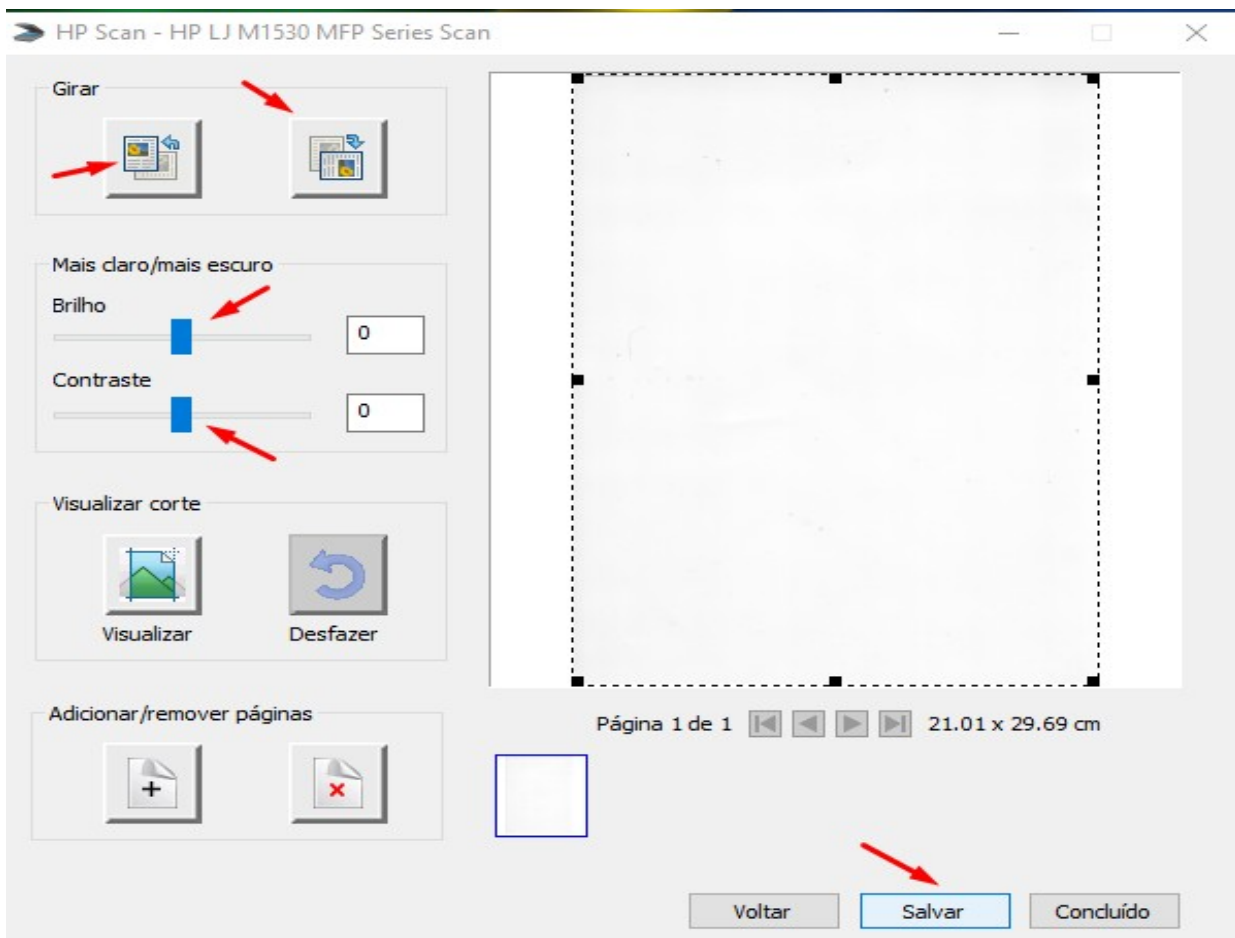 HP Scan - HP LJ M1530 MFP Series Scan
Girar
Mais claro/mais escuro
Brilho
0
Contraste
0
Visualizar corte
Visualizar
Desfazer
Adicionar/remover páginas
Página 1 de 1
21.01 x 29.69 cm
Voltar
Salvar
Concluído